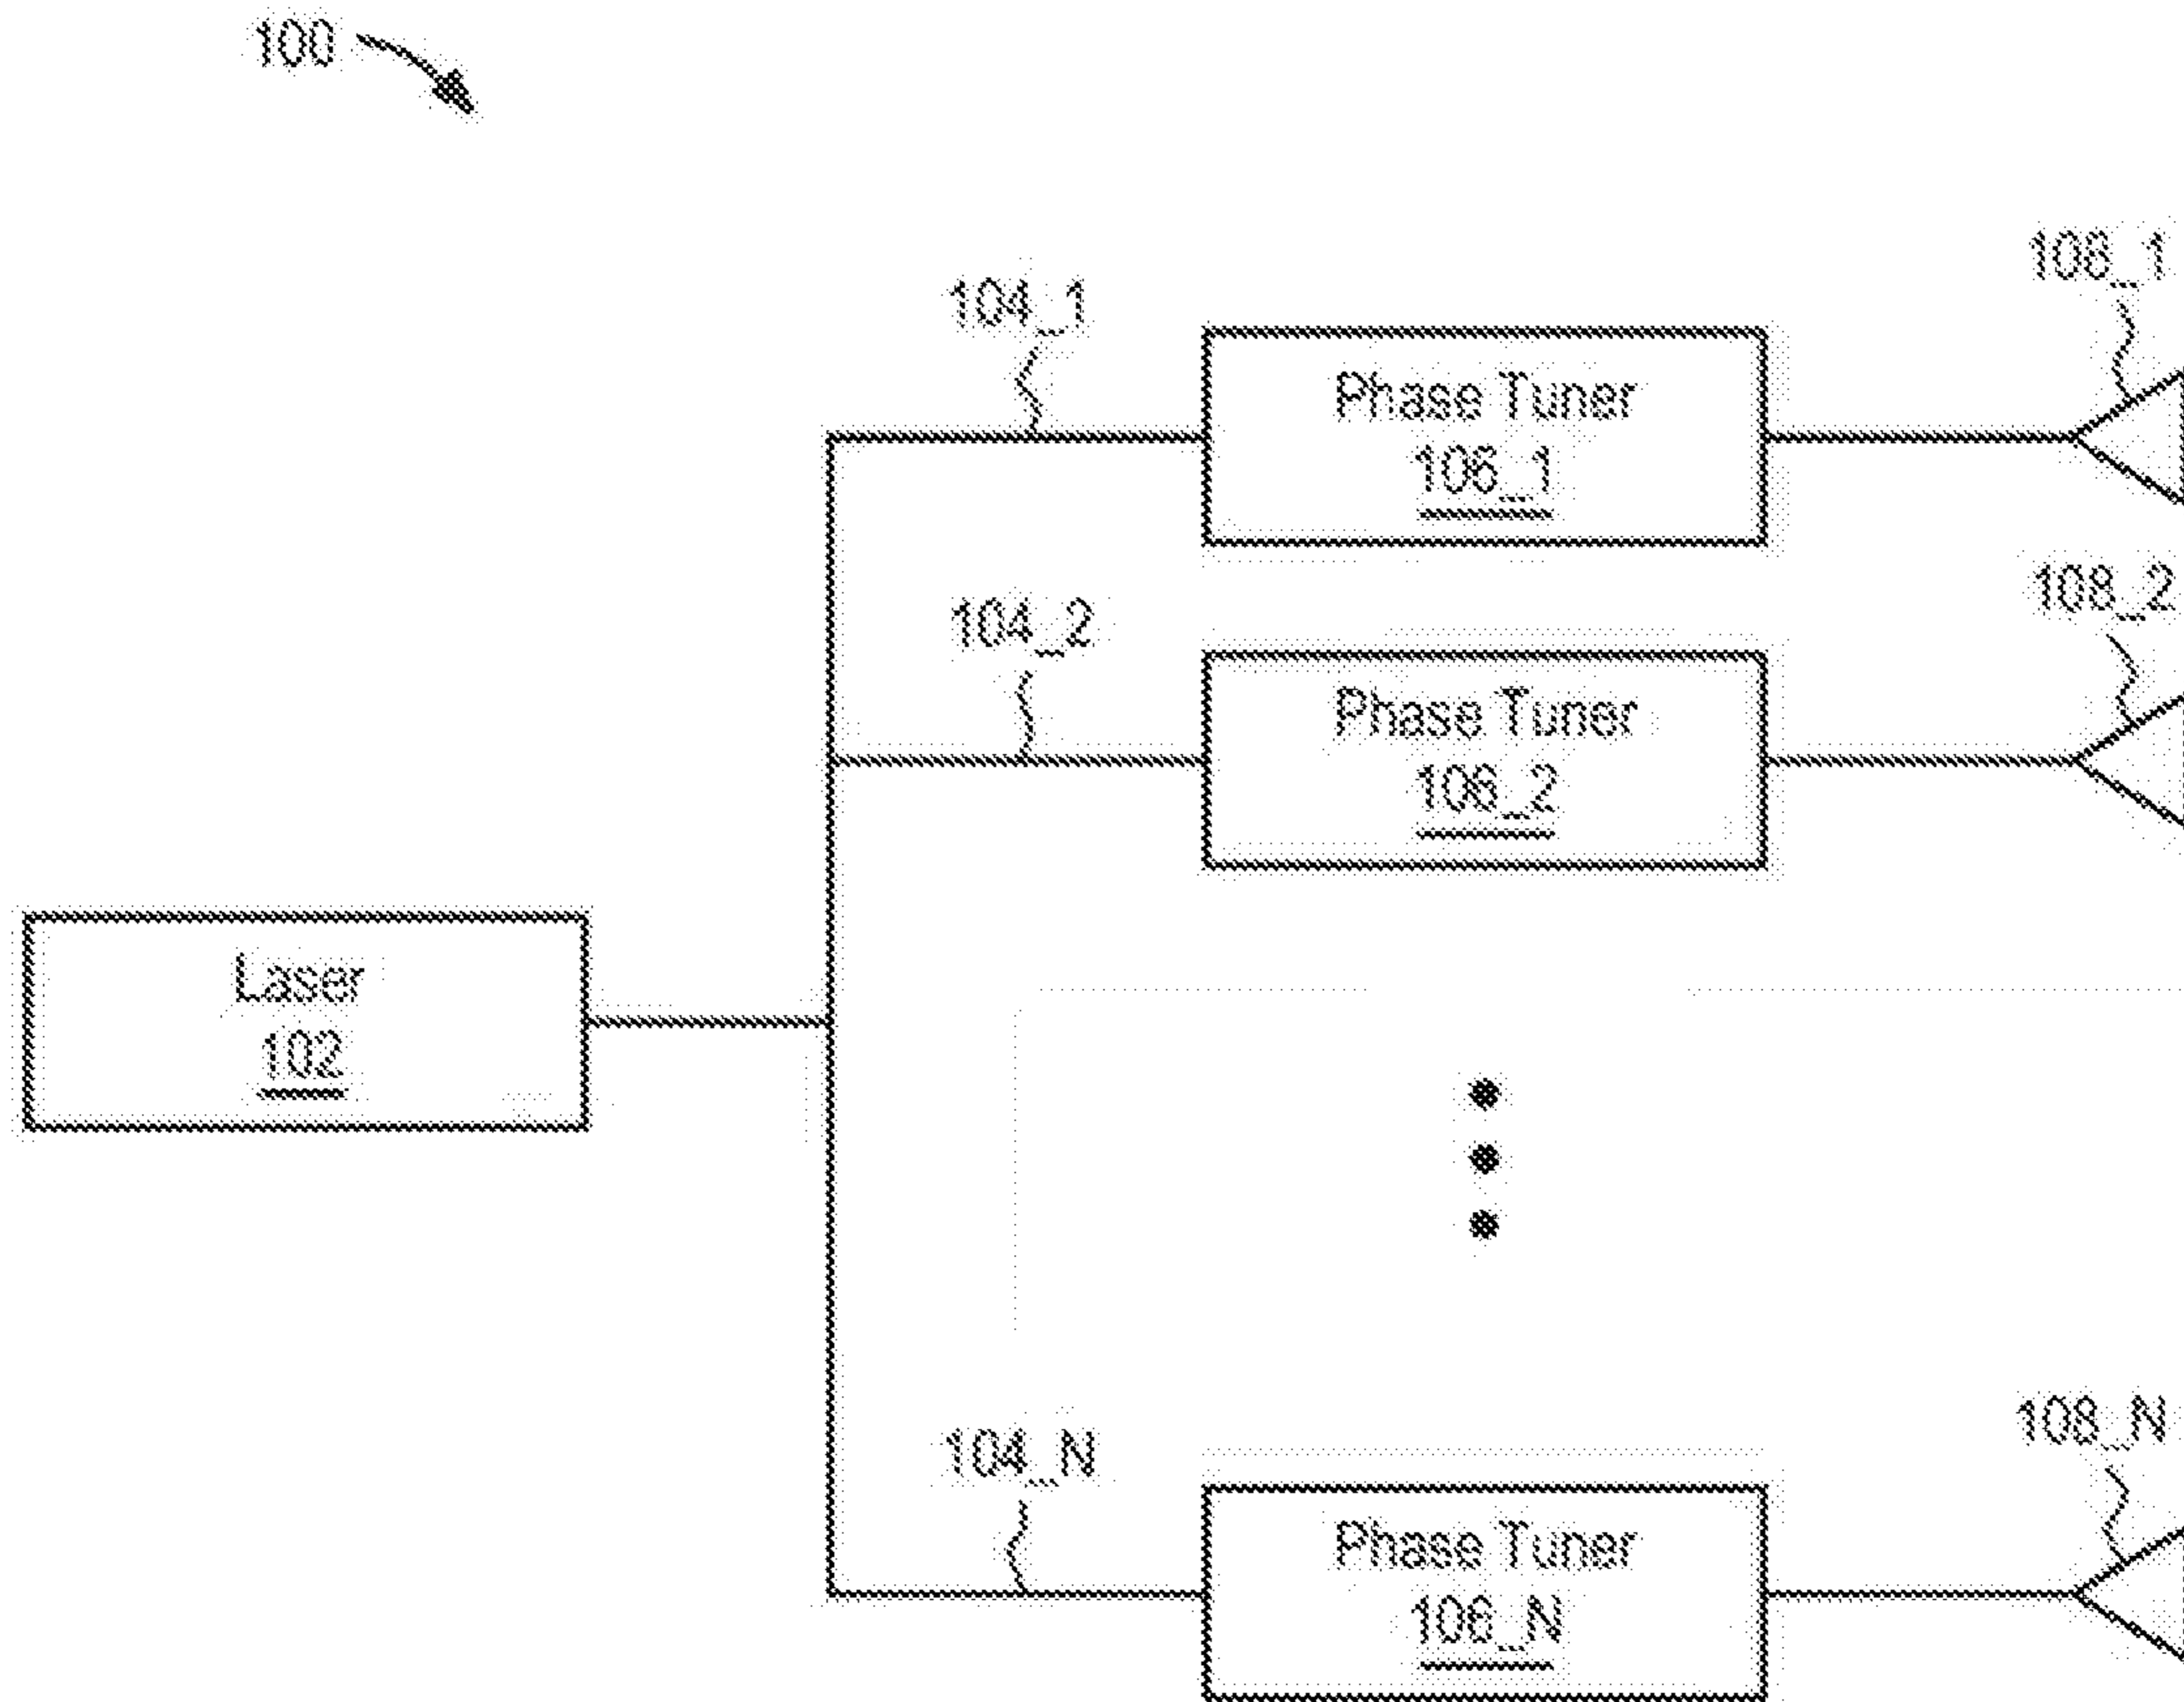 100
108_1
104_1
Phase Tuner
106_1
108_2
104_2
Phase Tuner
106_2
Laser
102
108_N
104_N
Phase Tuner
106_N